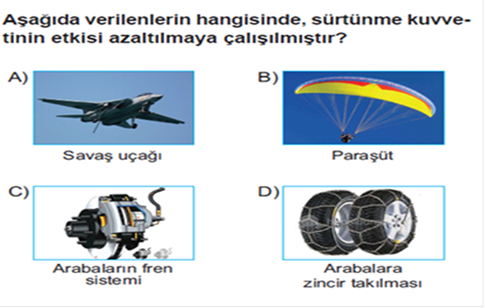 Aşağıda verilenlerin hangisinde, sürtünme kuvve-
tinin etkisi azaltılmaya çalışılmıştır?
A)
B)
Savaş uçağı
Paraşüt
C)
D)
Arabaların fren
sistemi
Arabalara
zincir takılması